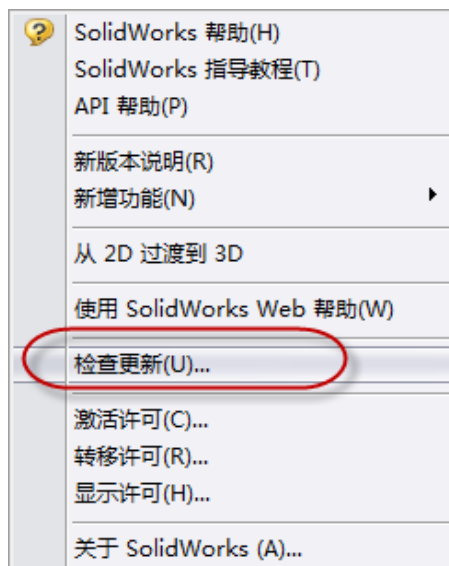 SolidWorks 帮助(H)
SolidWorks 指导教程(T)
API 帮助(P)
新版本说明(R)
新增功能(N)
从 2D 过渡到 3D
使用 SolidWorks Web 帮助(W)
检查更新(U)...
激活许可(C)...
转移许可(R)...
显示许可(H)...
关于 SolidWorks (A)...